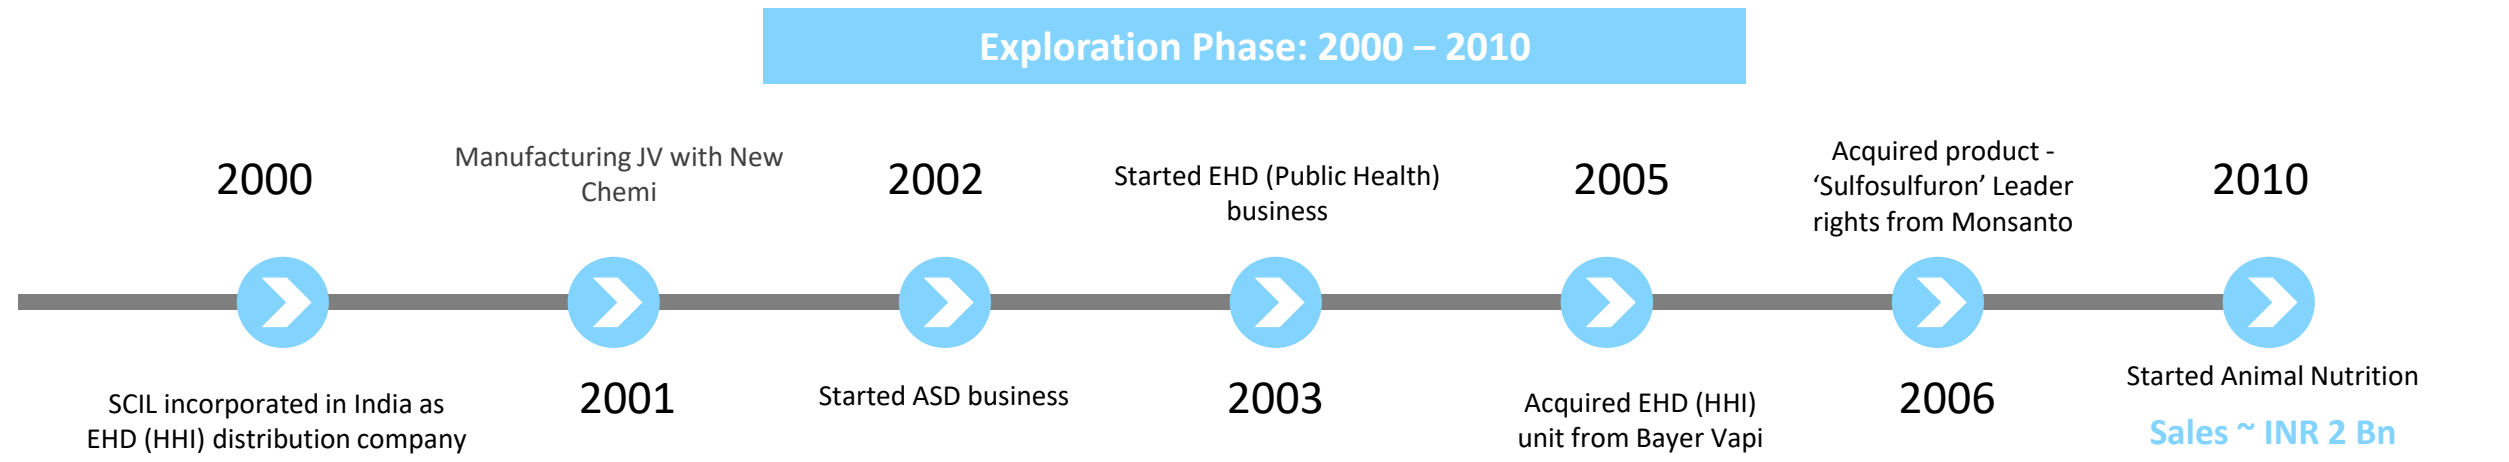 Exploration Phase: 2000 – 2010
2000
SCIL incorporated in India as
EHD (HHI) distribution company
Manufacturing JV with New
Chemi
2001
2002
Started ASD business
Started EHD (Public Health)
business
2003
2005
Acquired EHD (HHI)
unit from Bayer Vapi
Acquired product -
‘Sulfosulfuron’ Leader
rights from Monsanto
2006
2010
Started Animal Nutrition
Sales ~ INR 2 Bn